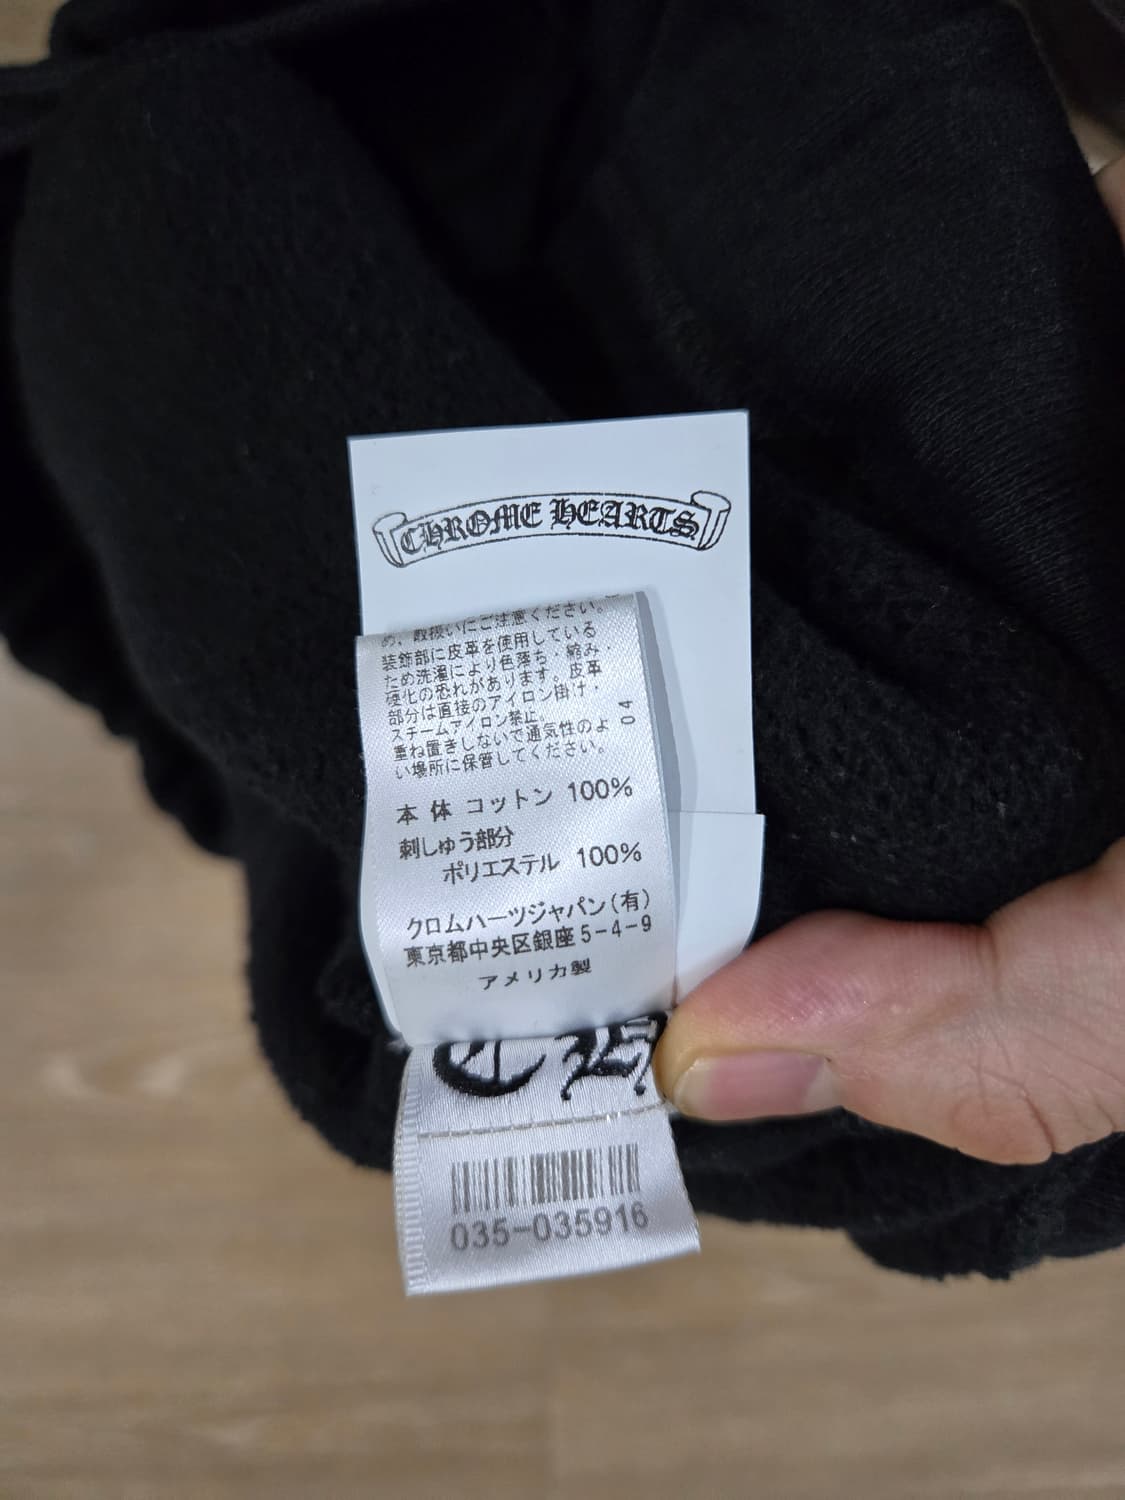 CHROME HEARTS
め、取扱いにご注意ください。
装飾部に皮革を使用している
ため洗濯により色落ち・縮み・
硬化の恐れがあります。皮革
部分は直接のアイロン掛け・
スチームアイロン禁止。
重ね置きしないで通気性のよ
い場所に保管してください。
04
本体 コットン 100%
刺しゅう部分
ポリエステル 100%
クロムハーツジャパン(有)
東京都中央区銀座5-4-9
アメリカ製
CH
035-035916